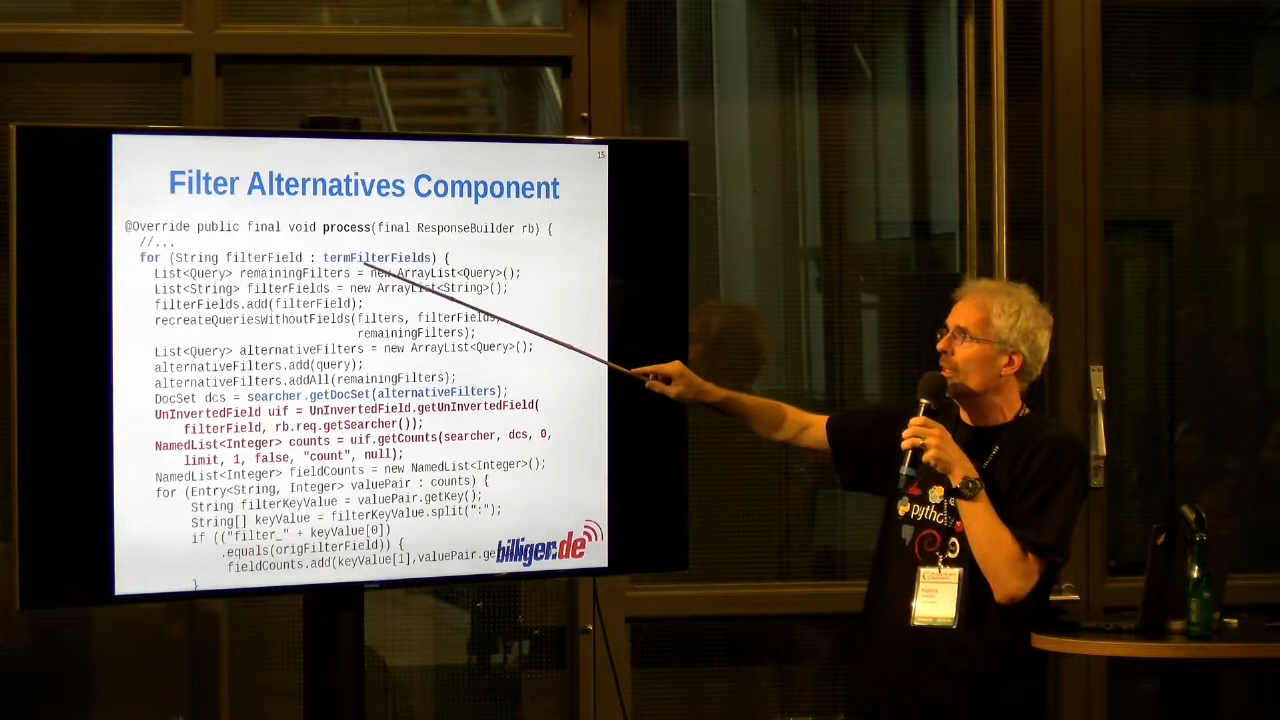 15
Filter Alternatives Component
@Override public final void process(final ResponseBuilder rb) {
//...
for (String filterField : termFilterFields) {
List<Query> remainingFilters = new ArrayList<Query>();
List<String> filterFields = new ArrayList<String>();
filterFields.add(filterField);
recreateQueriesWithoutFields(filters, filterFields,
remainingFilters);
List<Query> alternativeFilters = new ArrayList<Query>();
alternativeFilters.add(query);
alternativeFilters.addAll(remainingFilters);
DocSet dcs = searcher.getDocSet(alternativeFilters);
UnInvertedField uif = UnInvertedField.getUnInvertedField(
filterField, rb.req.getSearcher());
NamedList<Integer> counts = uif.getCounts(searcher, dcs, 0,
limit, 1, false, "count", null);
NamedList<Integer> fieldCounts = new NamedList<Integer>();
for (Entry<String, Integer> valuePair : counts) {
String filterKeyValue = valuePair.getKey();
String[] keyValue = filterKeyValue.split(":");
if (("filter_" + keyValue[0])
.equals(origFilterField)) {
fieldCounts.add(keyValue[1],valuePair.ge
}
billiger.de
python